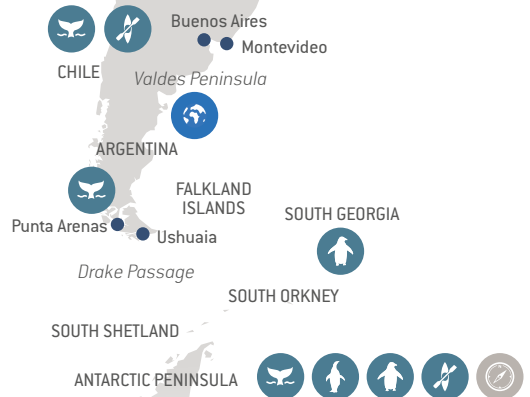 Buenos Aires
Montevideo
CHILE
Valdes Peninsula
ARGENTINA
FALKLAND
ISLANDS
SOUTH GEORGIA
Punta Arenas
Ushuaia
Drake Passage
SOUTH ORKNEY
SOUTH SHETLAND
ANTARCTIC PENINSULA